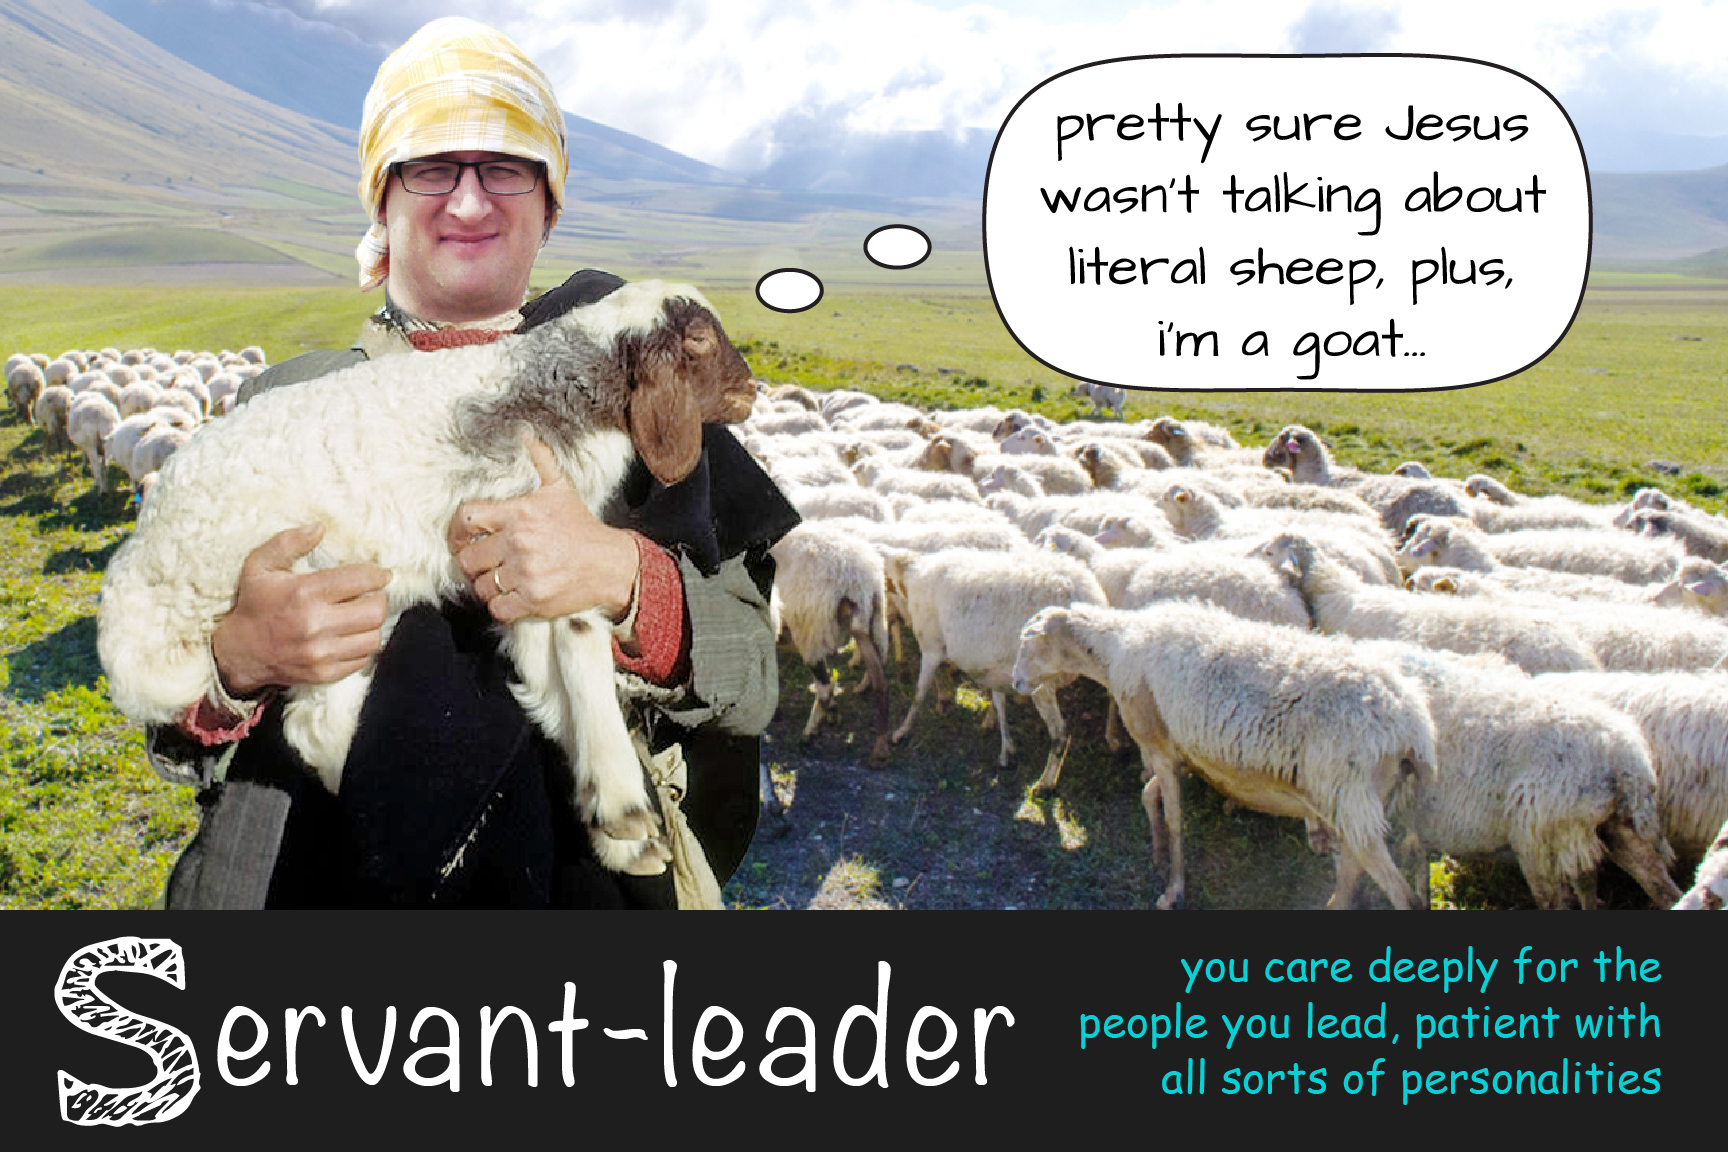 pretty sure Jesus
wasn't talking about
literal sheep, plus,
i'm a goat...
Servant-leader
you care deeply for the
people you lead, patient with
all sorts of personalities